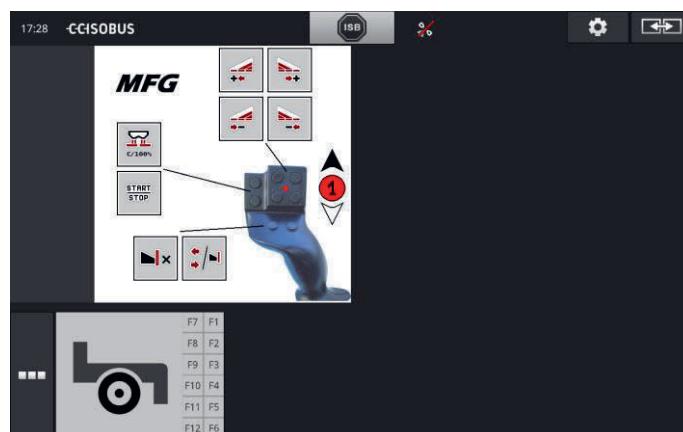 17:28 -CCISOBUS ISB
MFG
C/100%
START
STOP
1
F7 F1
F8 F2
F9 F3
F10 F4
F11 F5
F12 F6